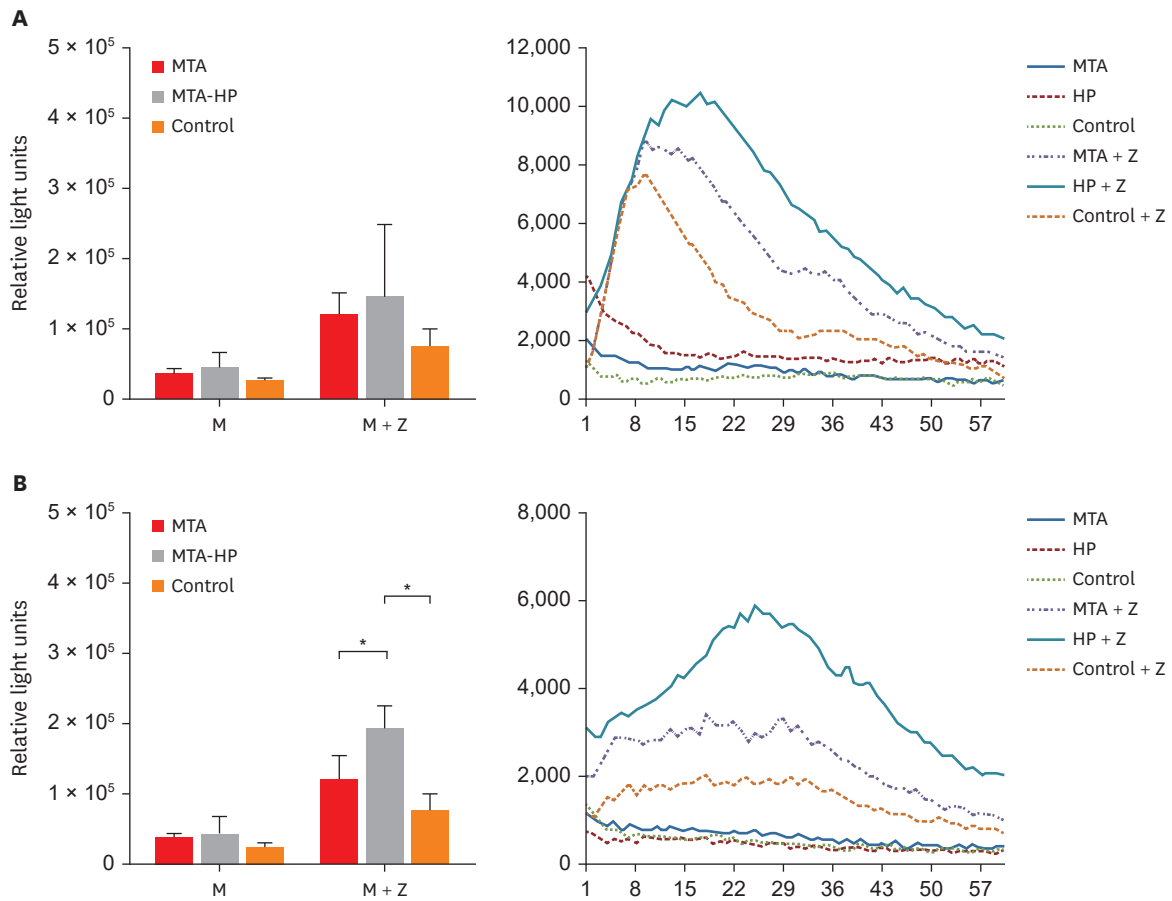 A
Relative light units
5 × 10⁵
4 × 10⁵
3 × 10⁵
2 × 10⁵
1 × 10⁵
0
MTA
MTA-HP
Control
M
M + Z
12,000
10,000
8,000
6,000
4,000
2,000
0
1 8 15 22 29 36 43 50 57
MTA
HP
Control
MTA + Z
HP + Z
Control + Z
B
Relative light units
5 × 10⁵
4 × 10⁵
3 × 10⁵
2 × 10⁵
1 × 10⁵
0
MTA
MTA-HP
Control
*
*
M
M + Z
8,000
6,000
4,000
2,000
0
1 8 15 22 29 36 43 50 57
MTA
HP
Control
MTA + Z
HP + Z
Control + Z